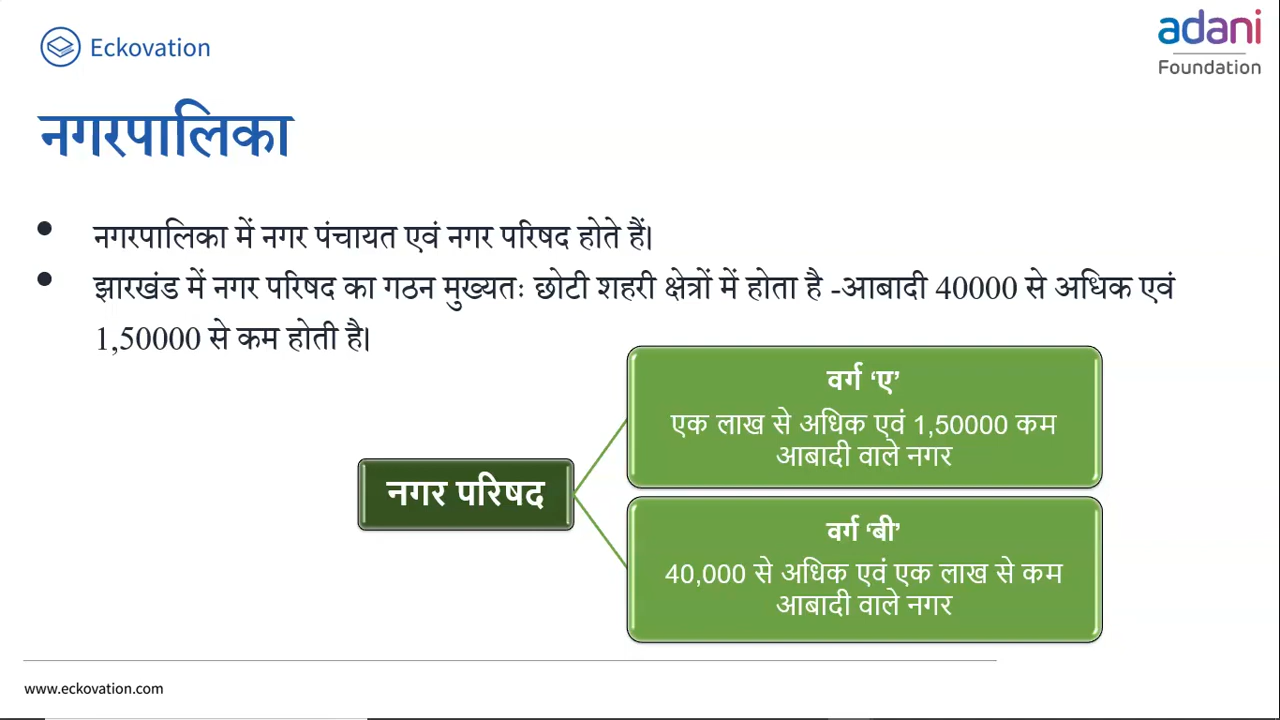 Eckovation
adani
Foundation
नगरपालिका
• नगरपालिका में नगर पंचायत एवं नगर परिषद होते हैं।
• झारखंड में नगर परिषद का गठन मुख्यतः छोटी शहरी क्षेत्रों में होता है -आबादी 40000 से अधिक एवं
1,50000 से कम होती है।
वर्ग ‘ए’
एक लाख से अधिक एवं 1,50000 कम
आबादी वाले नगर
नगर परिषद
वर्ग ‘बी’
40,000 से अधिक एवं एक लाख से कम
आबादी वाले नगर
www.eckovation.com